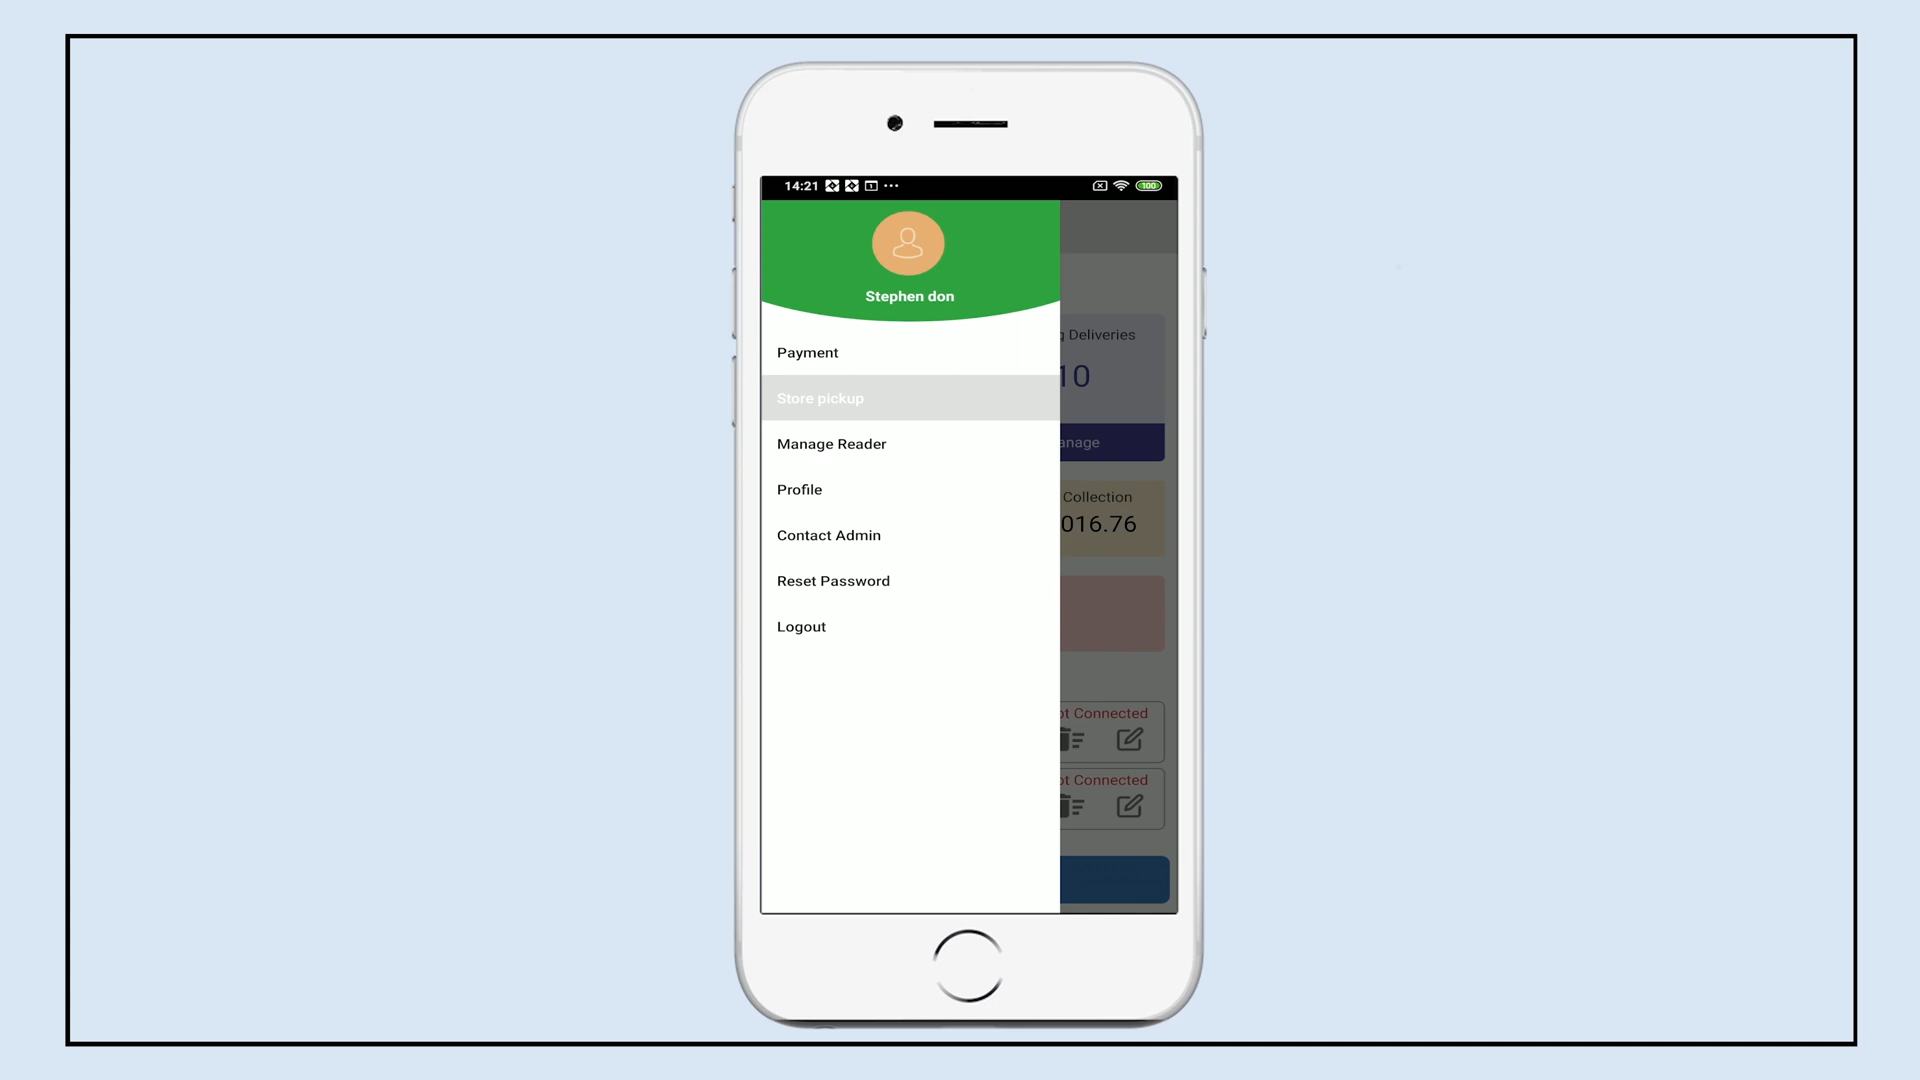 14:21
100
Stephen don
Payment
Store pickup
Manage Reader
Profile
Contact Admin
Reset Password
Logout
Deliveries
10
Collection
016.76
Connected
Connected